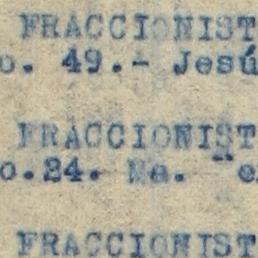 FRACCIONIST
o. 49.- Jesú
FRACCIONIST
o.24. Ma. "e
FRACCIONIST